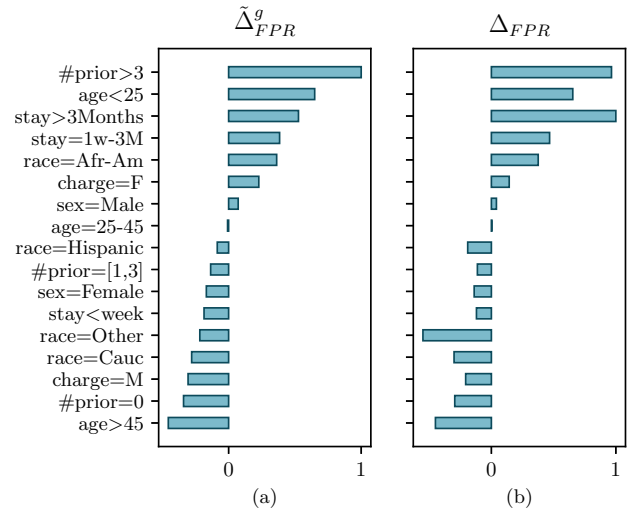 Δ̃^g_FPR
Δ_FPR
#prior>3
age<25
stay>3Months
stay=1w-3M
race=Afr-Am
charge=F
sex=Male
age=25-45
race=Hispanic
#prior=[1,3]
sex=Female
stay<week
race=Other
race=Cauc
charge=M
#prior=0
age>45
0 1 0 1
(a) (b)